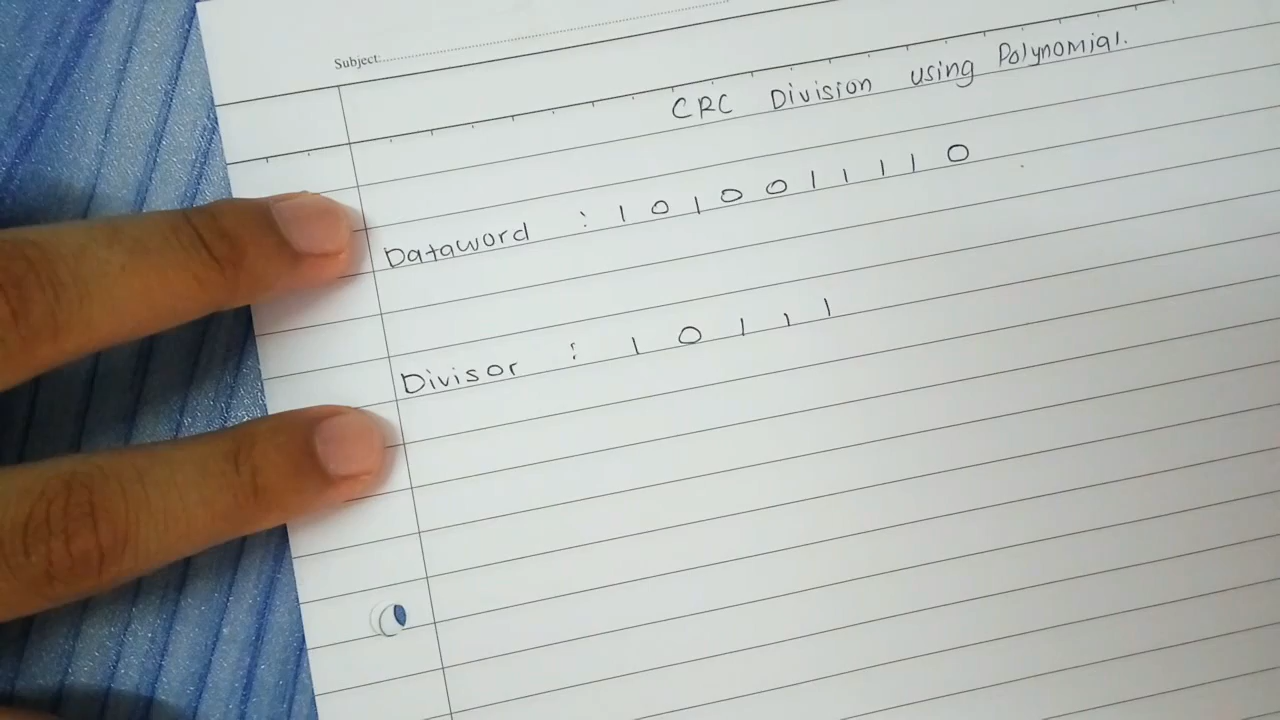 Subject:
CRC Division using Polynomial.
Dataword : 1 0 1 0 0 1 1 1 1 0
Divisor : 1 0 1 1 1